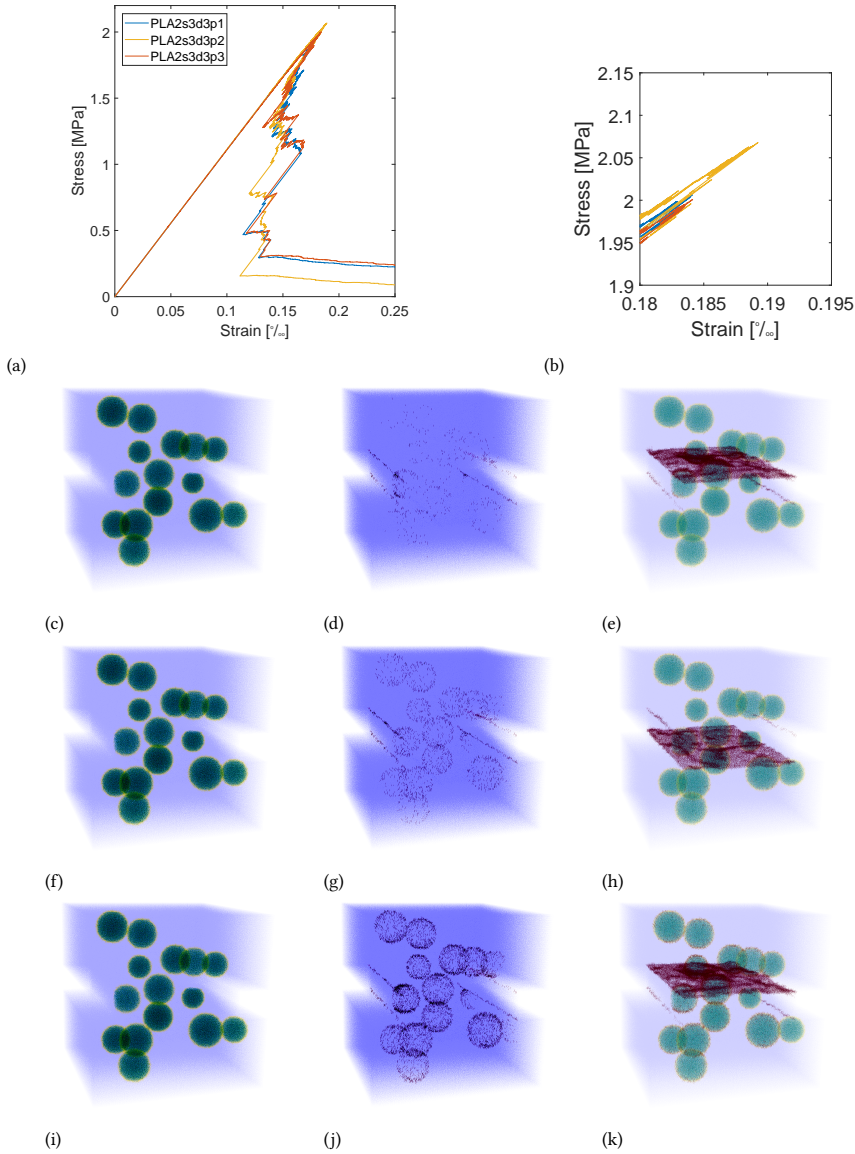 PLA2s3d3p1
PLA2s3d3p2
PLA2s3d3p3
Stress [MPa]
2
1.5
1
0.5
0
0 0.05 0.1 0.15 0.2 0.25
Strain [°/∞]
(a)
Stress [MPa]
2.15
2.1
2.05
2
1.95
1.9
0.18 0.185 0.19 0.195
Strain [°/∞]
(b)
(c) (d) (e)
(f) (g) (h)
(i) (j) (k)